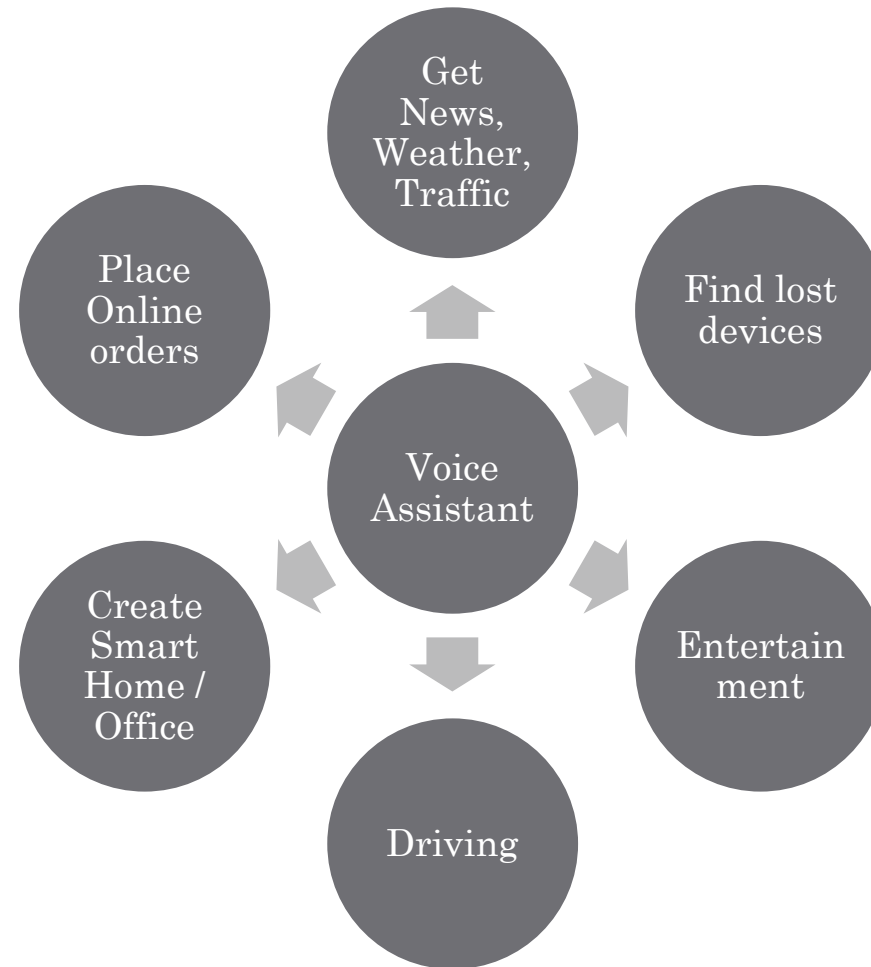 Get
News,
Weather,
Traffic
Place
Online
orders
Find lost
devices
Voice
Assistant
Create
Smart
Home /
Office
Entertain
ment
Driving